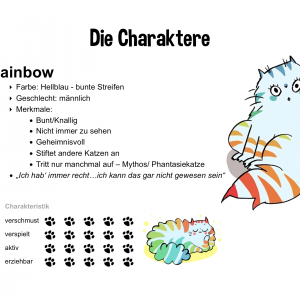 Die Charaktere
ainbow
Farbe: Hellblau - bunte Streifen
Geschlecht: männlich
Merkmale:
Bunt/Knallig
Nicht immer zu sehen
Geheimnisvoll
Stiftet andere Katzen an
Tritt nur manchmal auf – Mythos/ Phantasiekatze
„Ich hab‘ immer recht…ich kann das gar nicht gewesen sein“
Charakteristik
verschmust
verspielt
aktiv
erziehbar